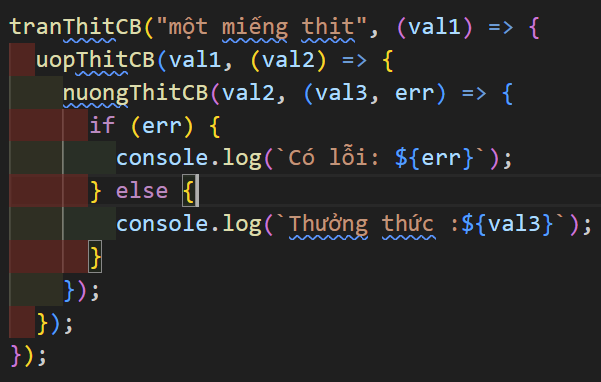 tranThitCB("một miếng thịt", (val1) => {
  uopThitCB(val1, (val2) => {
    nuongThitCB(val2, (val3, err) => {
      if (err) {
        console.log(`Có lỗi: ${err}`);
      } else {
        console.log(`Thưởng thức :${val3}`);
      }
    });
  });
});